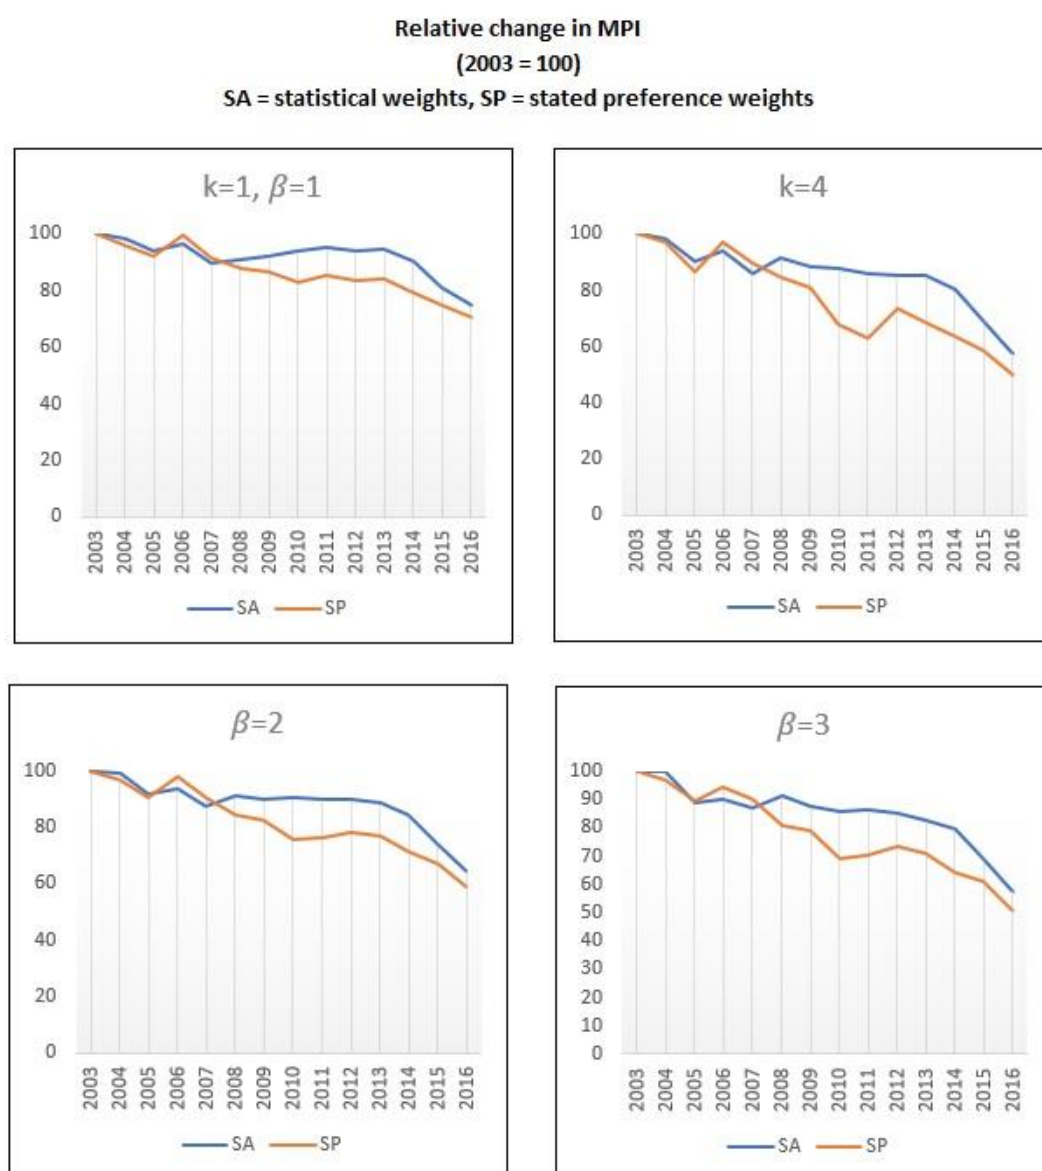 Relative change in MPI
(2003 = 100)
SA = statistical weights, SP = stated preference weights
k=1, β=1
100
80
60
40
20
0
2003 2004 2005 2006 2007 2008 2009 2010 2011 2012 2013 2014 2015 2016
SA SP
k=4
100
80
60
40
20
0
2003 2004 2005 2006 2007 2008 2009 2010 2011 2012 2013 2014 2015 2016
SA SP
β=2
100
80
60
40
20
0
2003 2004 2005 2006 2007 2008 2009 2010 2011 2012 2013 2014 2015 2016
SA SP
β=3
100
90
80
70
60
50
40
30
20
10
0
2003 2004 2005 2006 2007 2008 2009 2010 2011 2012 2013 2014 2015 2016
SA SP